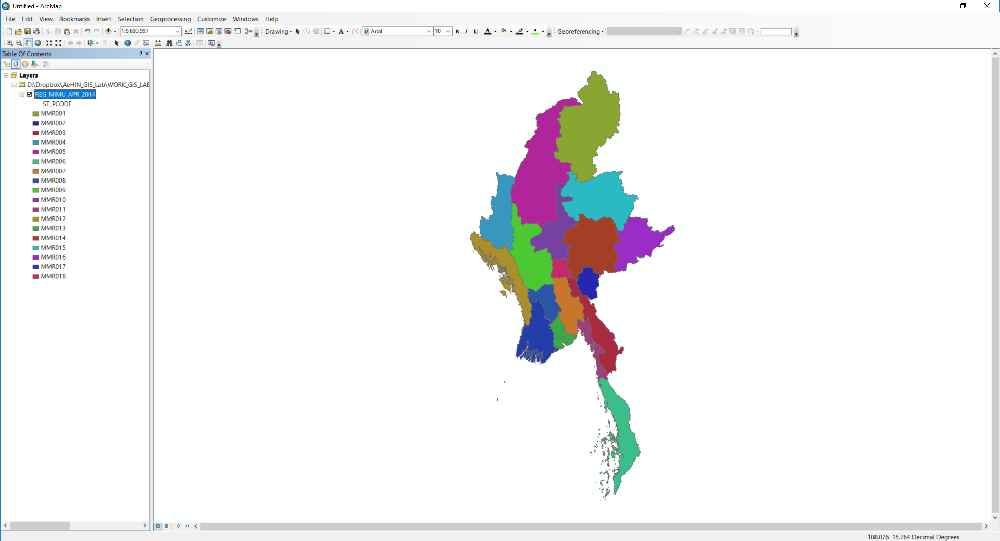 Untitled - ArcMap
File Edit View Bookmarks Insert Selection Geoprocessing Customize Windows Help
1:9,600,997 Drawing A Arial 10 B I U A Georeferencing
Table Of Contents
Layers
D:\Dropbox\AeHIN_GIS_Lab\WORK_GIS_LAE
REG_MIMU_APR_2014
ST_PCODE
MMR001
MMR002
MMR003
MMR004
MMR005
MMR006
MMR007
MMR008
MMR009
MMR010
MMR011
MMR012
MMR013
MMR014
MMR015
MMR016
MMR017
MMR018
108.076 15.764 Decimal Degrees